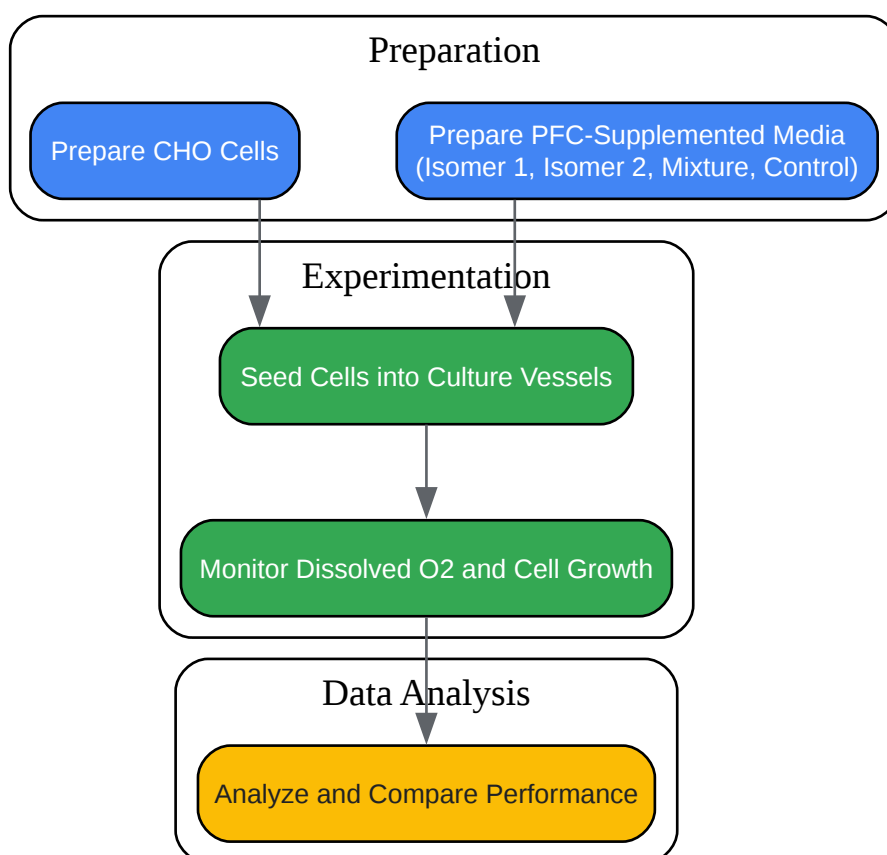 Preparation
Prepare CHO Cells
Prepare PFC-Supplemented Media
(Isomer 1, Isomer 2, Mixture, Control)
Experimentation
Seed Cells into Culture Vessels
Monitor Dissolved O2 and Cell Growth
Data Analysis
Analyze and Compare Performance